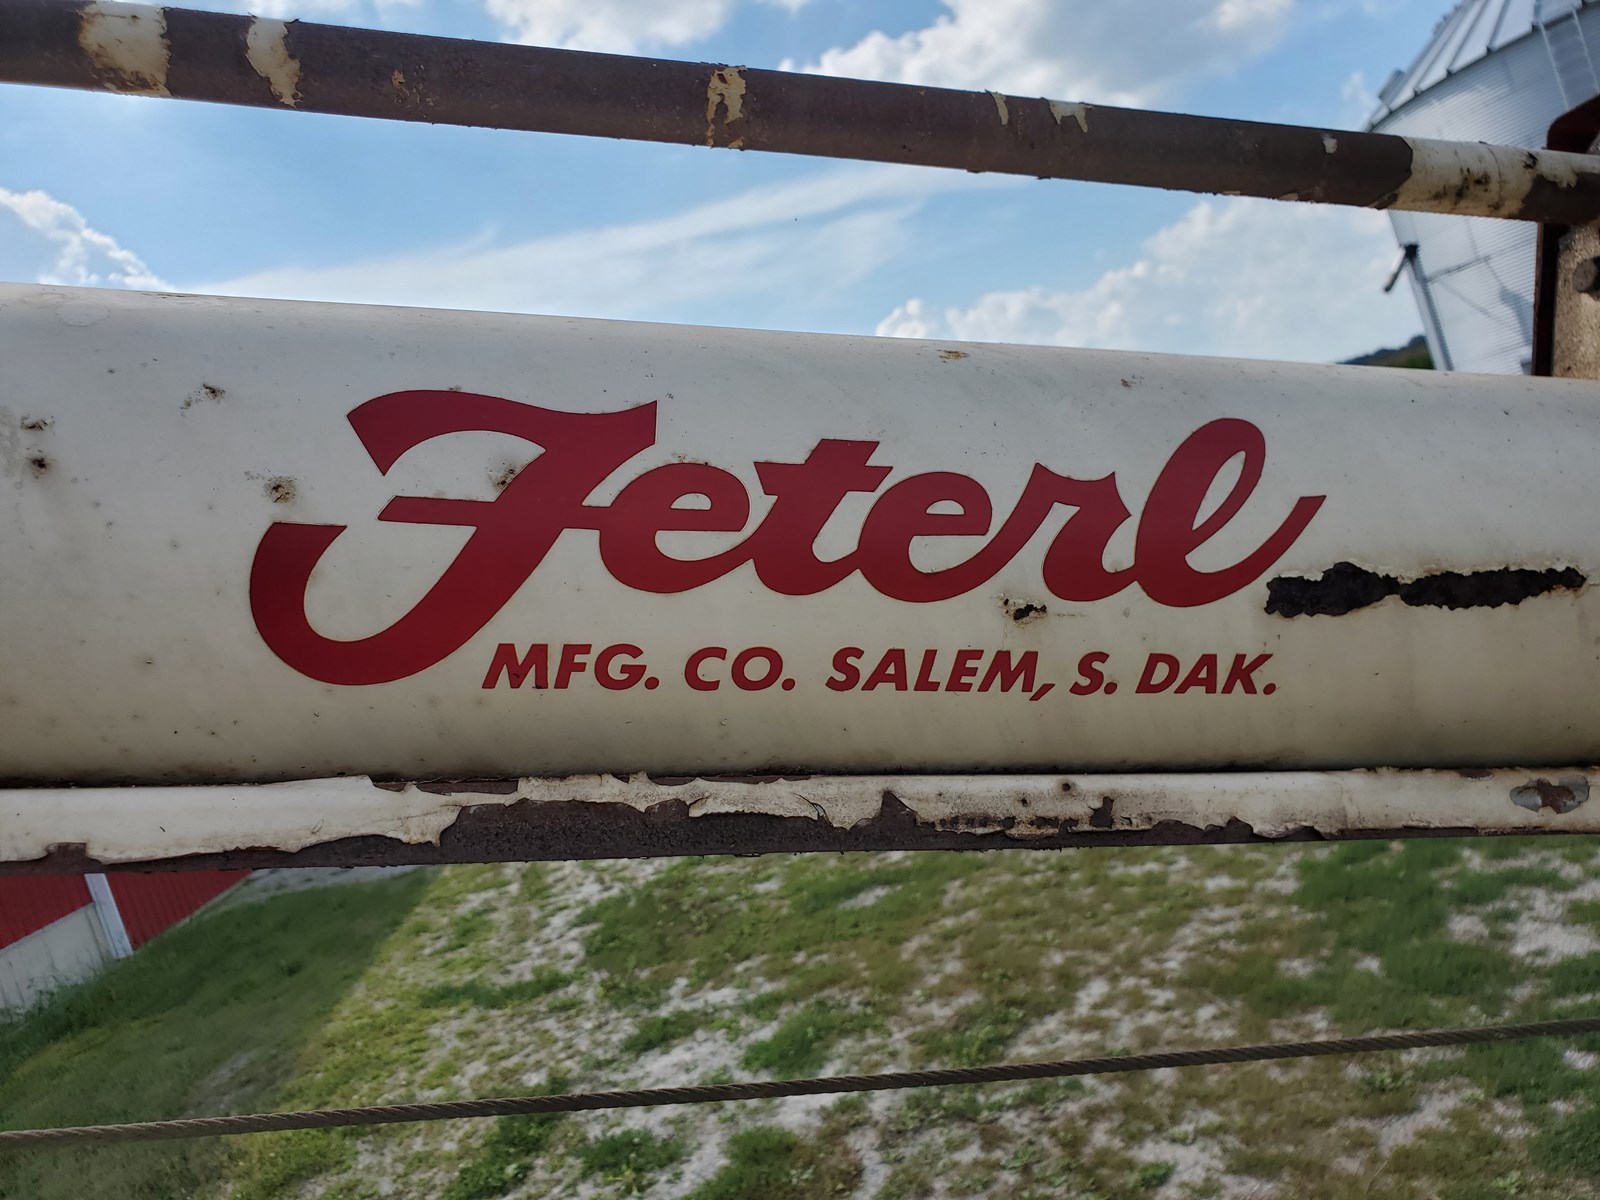 Feterl
MFG. CO. SALEM, S. DAK.